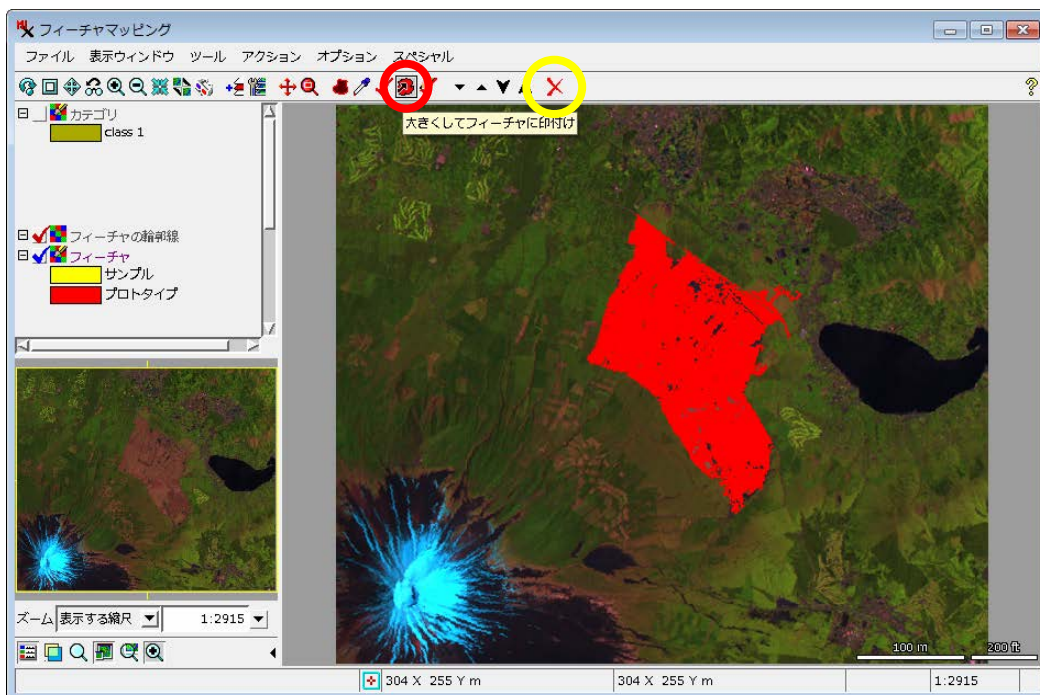 フィーチャマッピング
ファイル 表示ウィンドウ ツール アクション オプション スペシャル
大きくしてフィーチャに印付け
カテゴリ
class 1
フィーチャの輪郭線
フィーチャ
サンプル
プロトタイプ
ズーム 表示する縮尺 1:2915
100 m 200 ft
304 X 255 Y m 304 X 255 Y m 1:2915